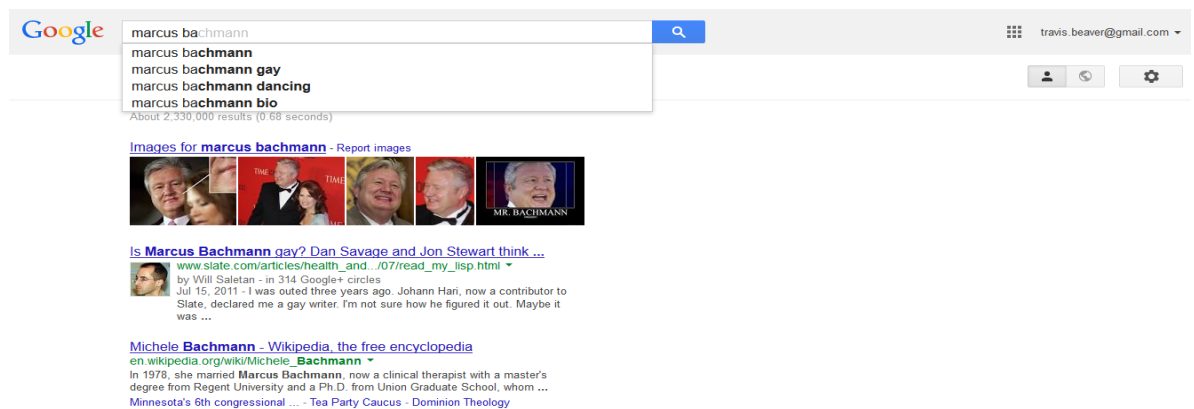 Google
marcus bachmann
travis.beaver@gmail.com
marcus bachmann
marcus bachmann gay
marcus bachmann dancing
marcus bachmann bio
About 2,330,000 results (0.68 seconds)
Images for marcus bachmann - Report images
TIME
TIME
MR. BACHMANN
Is Marcus Bachmann gay? Dan Savage and Jon Stewart think ...
www.slate.com/articles/health_and.../07/read_my_lisp.html
by Will Saletan - in 314 Google+ circles
Jul 15, 2011 - I was outed three years ago. Johann Hari, now a contributor to
Slate, declared me a gay writer. I'm not sure how he figured it out. Maybe it
was ...
Michele Bachmann - Wikipedia, the free encyclopedia
en.wikipedia.org/wiki/Michele_Bachmann
In 1978, she married Marcus Bachmann, now a clinical therapist with a master's
degree from Regent University and a Ph.D. from Union Graduate School, whom ...
Minnesota's 6th congressional ... - Tea Party Caucus - Dominion Theology